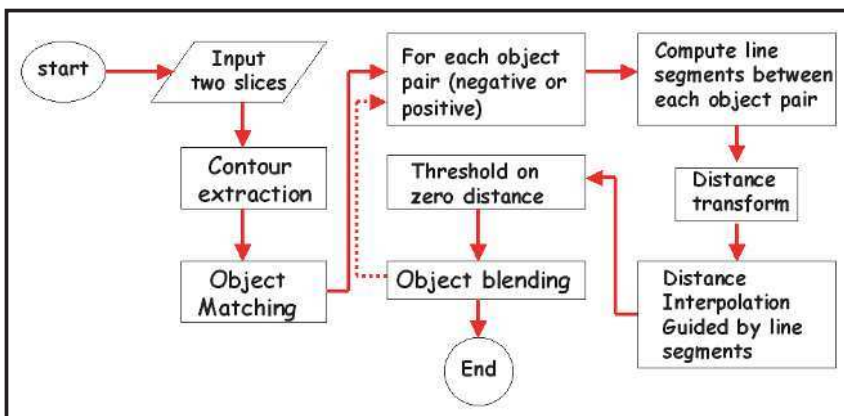 start
Input
two slices
Contour
extraction
Object
Matching
For each object
pair (negative or
positive)
Compute line
segments between
each object pair
Distance
transform
Distance
Interpolation
Guided by line
segments
Threshold on
zero distance
Object blending
End